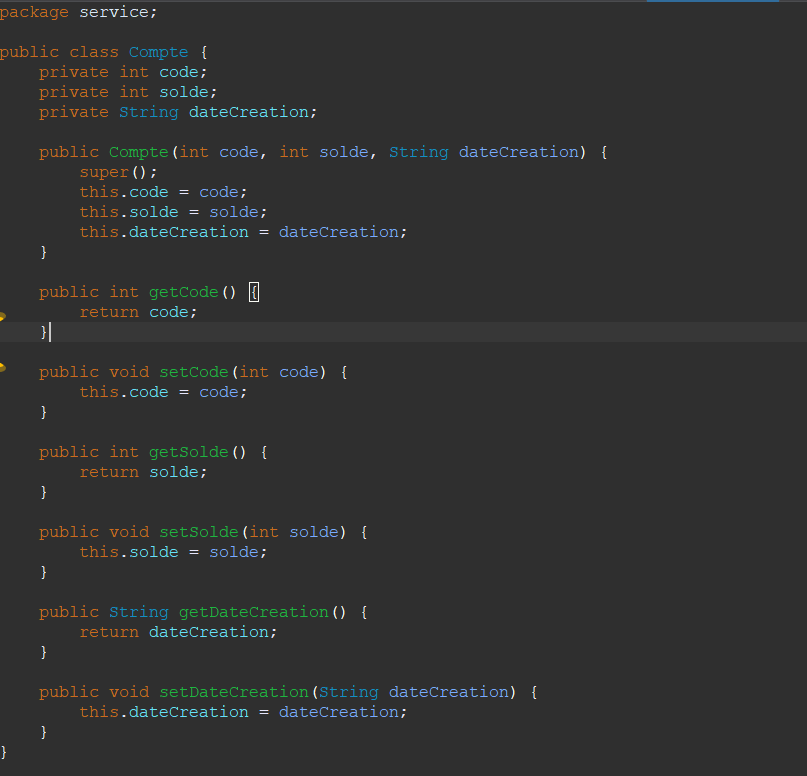 package service;
public class Compte {
private int code;
private int solde;
private String dateCreation;
public Compte(int code, int solde, String dateCreation) {
super();
this.code = code;
this.solde = solde;
this.dateCreation = dateCreation;
}
public int getCode() {
return code;
}
public void setCode(int code) {
this.code = code;
}
public int getSolde() {
return solde;
}
public void setSolde(int solde) {
this.solde = solde;
}
public String getDateCreation() {
return dateCreation;
}
public void setDateCreation(String dateCreation) {
this.dateCreation = dateCreation;
}
}